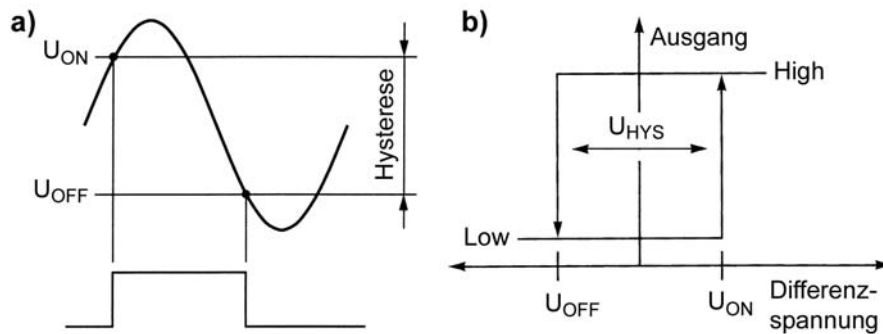 a)
U_ON
U_OFF
Hysterese
b)
Ausgang
High
U_HYS
Low
U_OFF
U_ON
Differenz-
spannung